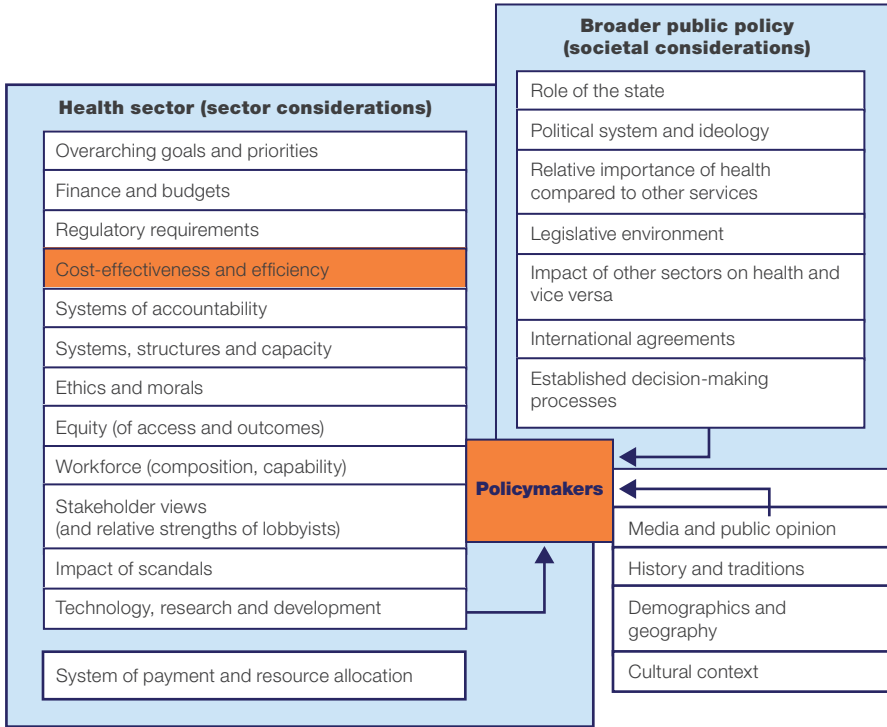 Broader public policy
(societal considerations)
Role of the state
Political system and ideology
Relative importance of health
compared to other services
Legislative environment
Impact of other sectors on health and
vice versa
International agreements
Established decision-making
processes
Health sector (sector considerations)
Overarching goals and priorities
Finance and budgets
Regulatory requirements
Cost-effectiveness and efficiency
Systems of accountability
Systems, structures and capacity
Ethics and morals
Equity (of access and outcomes)
Workforce (composition, capability)
Stakeholder views
(and relative strengths of lobbyists)
Impact of scandals
Technology, research and development
System of payment and resource allocation
Policymakers
Media and public opinion
History and traditions
Demographics and
geography
Cultural context